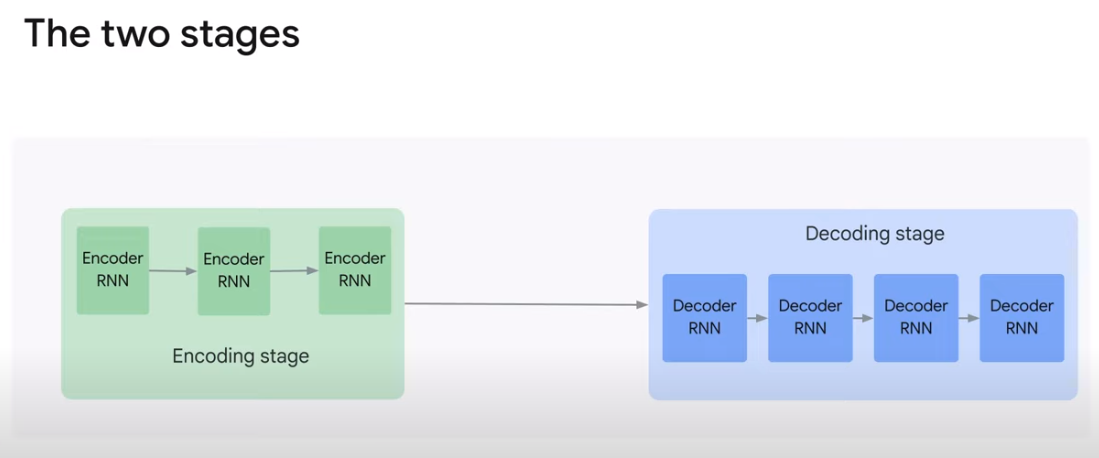 The two stages
Encoder
RNN
Encoder
RNN
Encoder
RNN
Encoding stage
Decoding stage
Decoder
RNN
Decoder
RNN
Decoder
RNN
Decoder
RNN